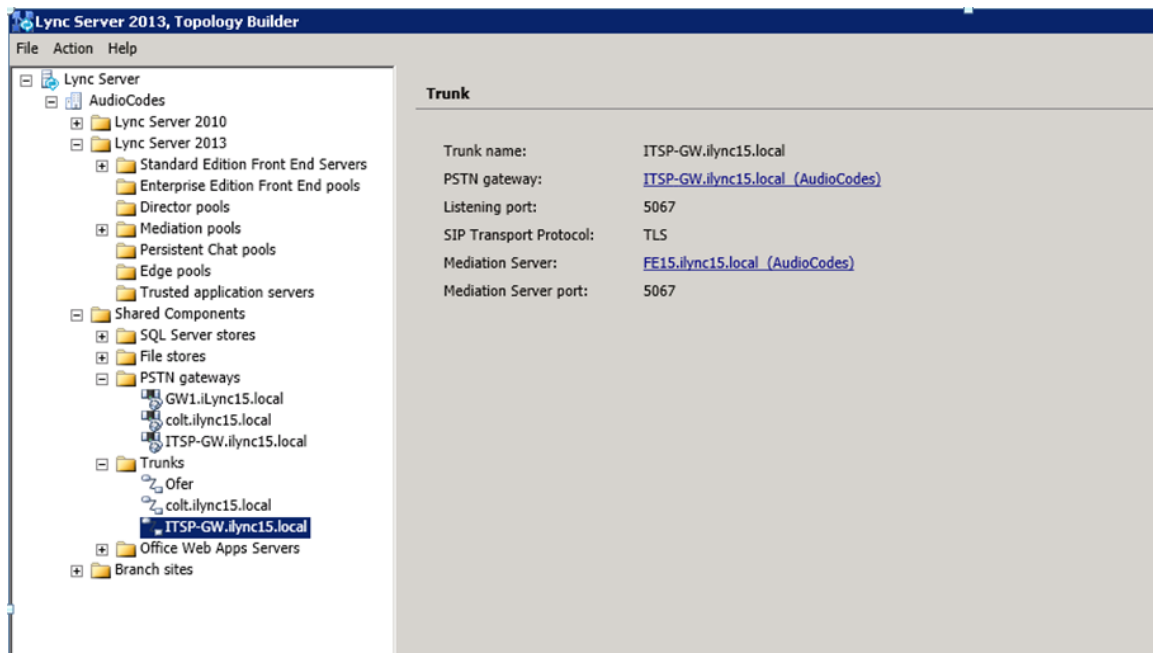 Lync Server 2013, Topology Builder
File Action Help
Lync Server
AudioCodes
Lync Server 2010
Lync Server 2013
Standard Edition Front End Servers
Enterprise Edition Front End pools
Director pools
Mediation pools
Persistent Chat pools
Edge pools
Trusted application servers
Shared Components
SQL Server stores
File stores
PSTN gateways
GW1.iLync15.local
colt.ilync15.local
ITSP-GW.ilync15.local
Trunks
Ofer
colt.ilync15.local
ITSP-GW.ilync15.local
Office Web Apps Servers
Branch sites
Trunk
Trunk name: ITSP-GW.ilync15.local
PSTN gateway: ITSP-GW.ilync15.local (AudioCodes)
Listening port: 5067
SIP Transport Protocol: TLS
Mediation Server: FE15.ilync15.local (AudioCodes)
Mediation Server port: 5067